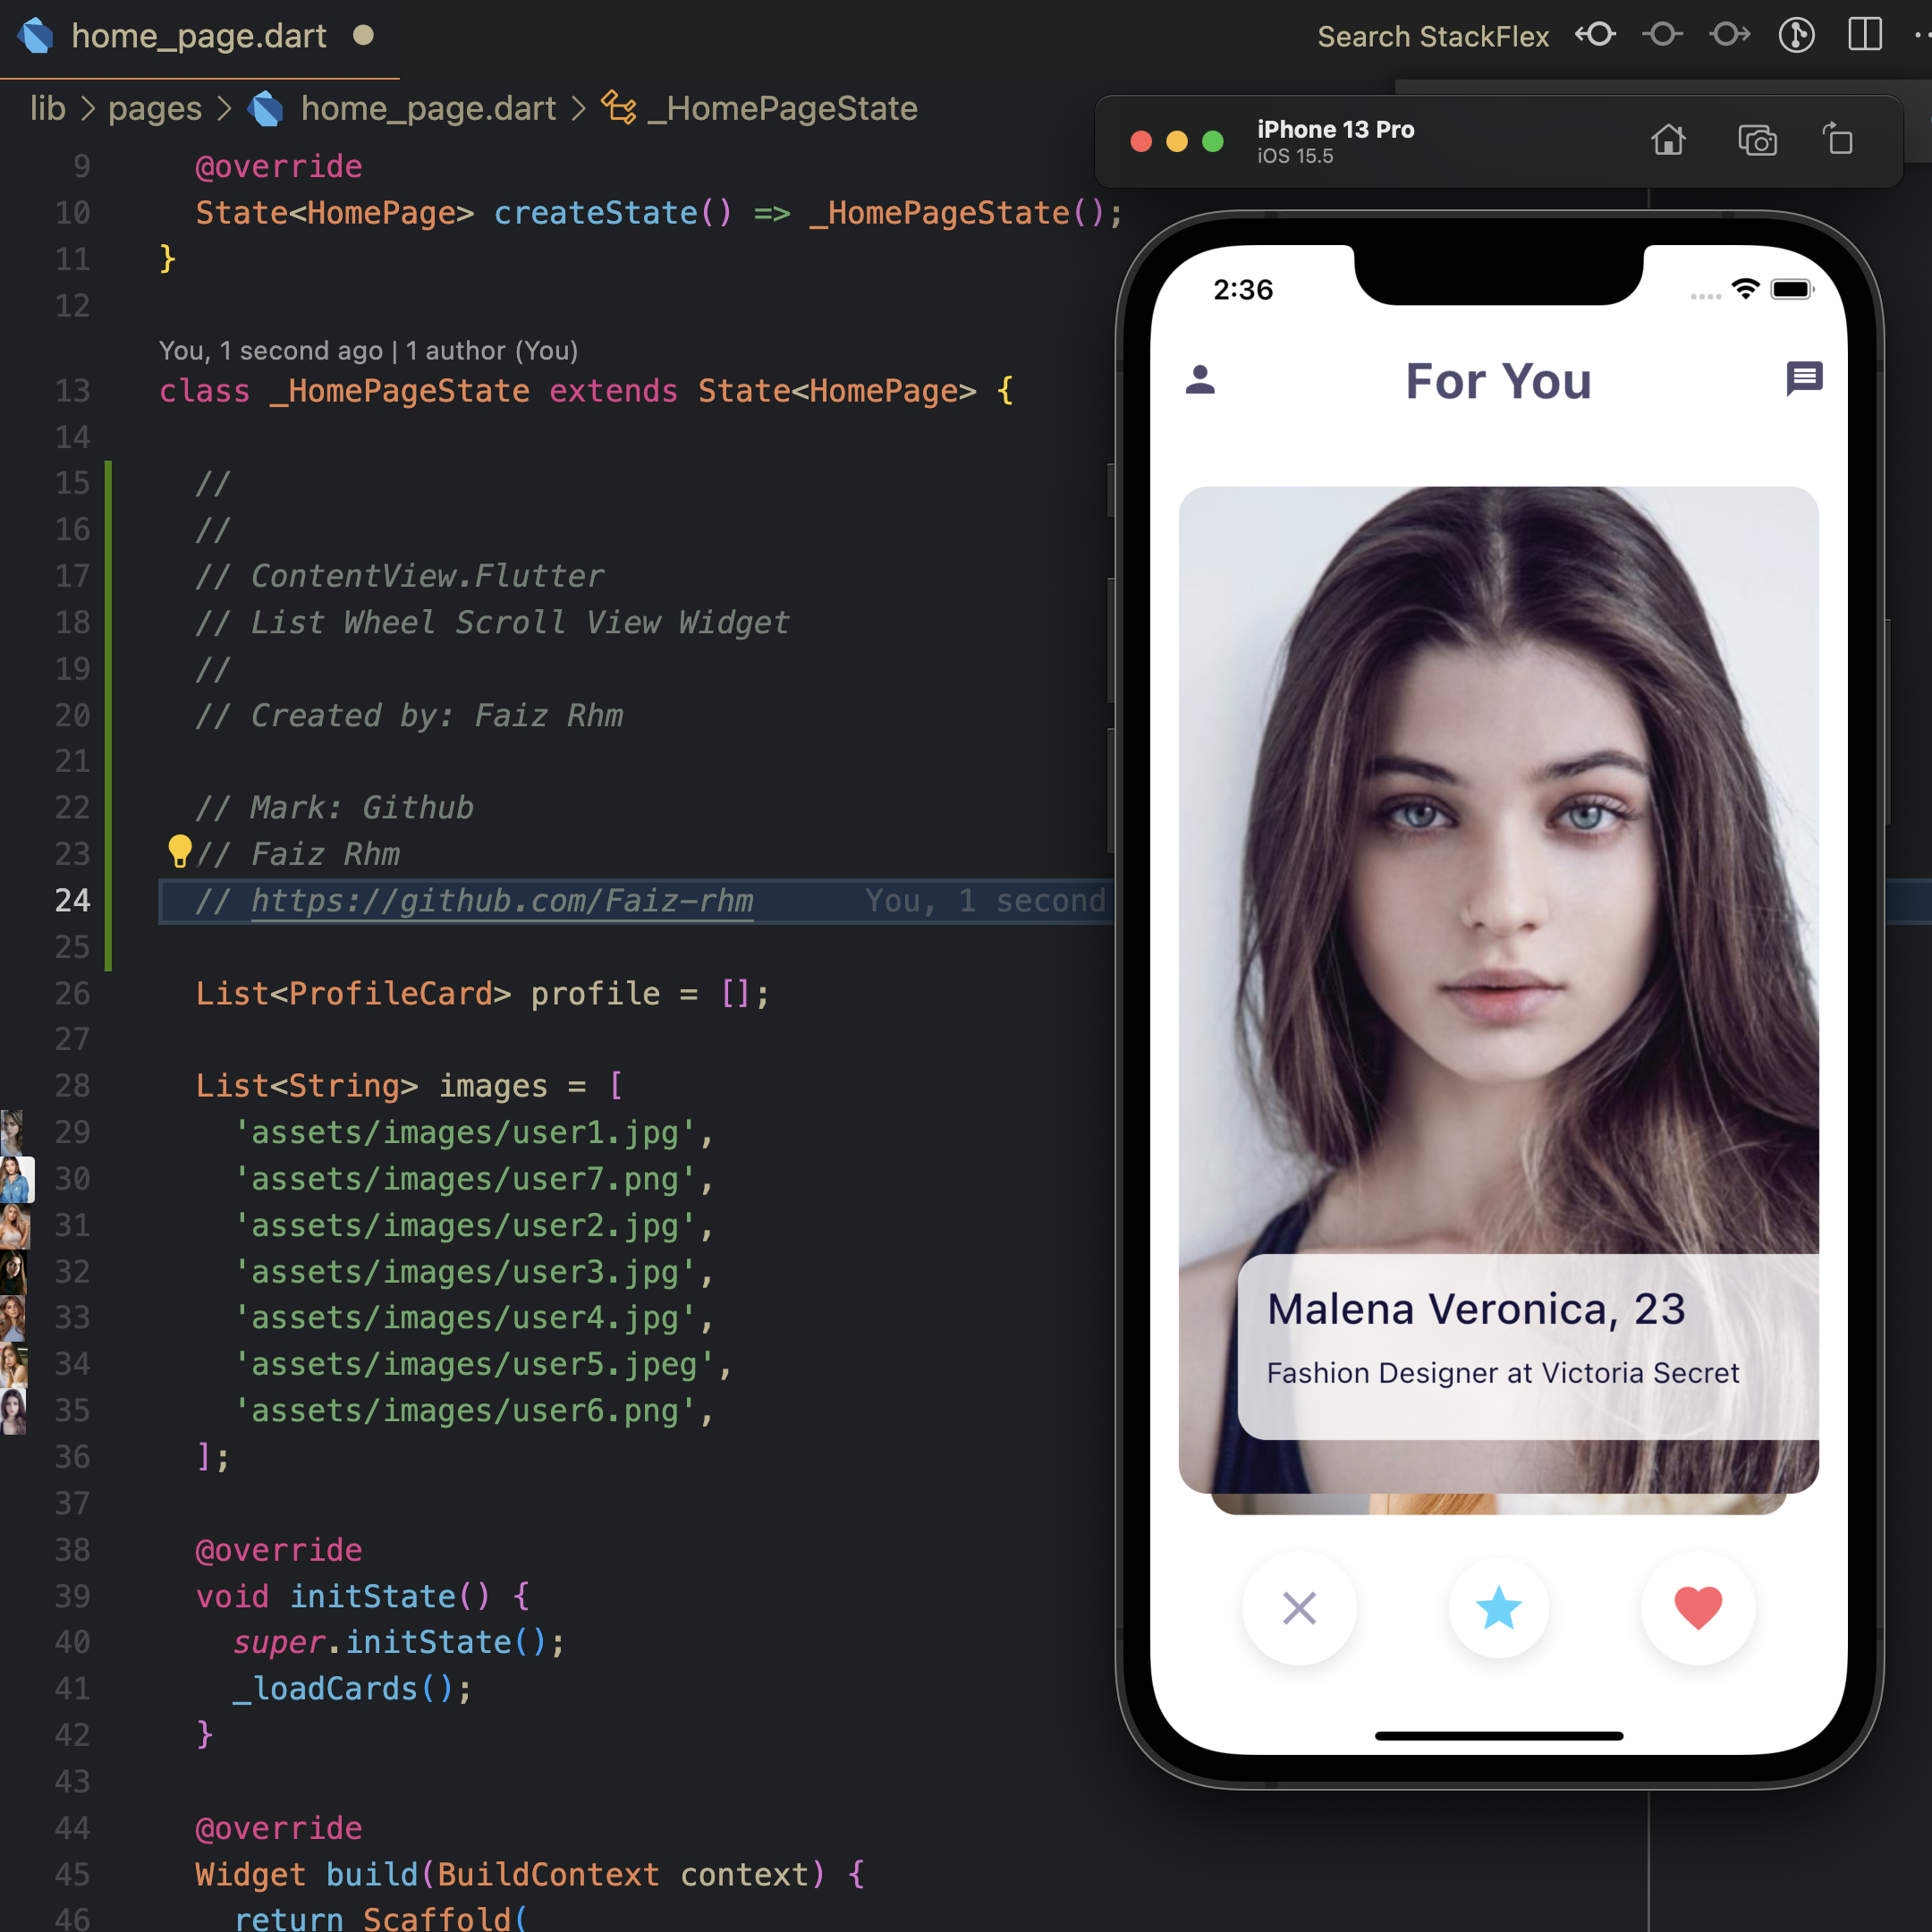 home_page.dart
Search StackFlex
lib > pages > home_page.dart > _HomePageState
9 @override
10 State<HomePage> createState() => _HomePageState();
11 }
12
You, 1 second ago | 1 author (You)
13 class _HomePageState extends State<HomePage> {
14
15 //
16 //
17 // ContentView.Flutter
18 // List Wheel Scroll View Widget
19 //
20 // Created by: Faiz Rhm
21
22 // Mark: Github
23 // Faiz Rhm
24 // https://github.com/Faiz-rhm You, 1 second
25
26 List<ProfileCard> profile = [];
27
28 List<String> images = [
29 'assets/images/user1.jpg',
30 'assets/images/user7.png',
31 'assets/images/user2.jpg',
32 'assets/images/user3.jpg',
33 'assets/images/user4.jpg',
34 'assets/images/user5.jpeg',
35 'assets/images/user6.png',
36 ];
37
38 @override
39 void initState() {
40 super.initState();
41 _loadCards();
42 }
43
44 @override
45 Widget build(BuildContext context) {
46 return Scaffold(
iPhone 13 Pro
iOS 15.5
2:36
For You
Malena Veronica, 23
Fashion Designer at Victoria Secret